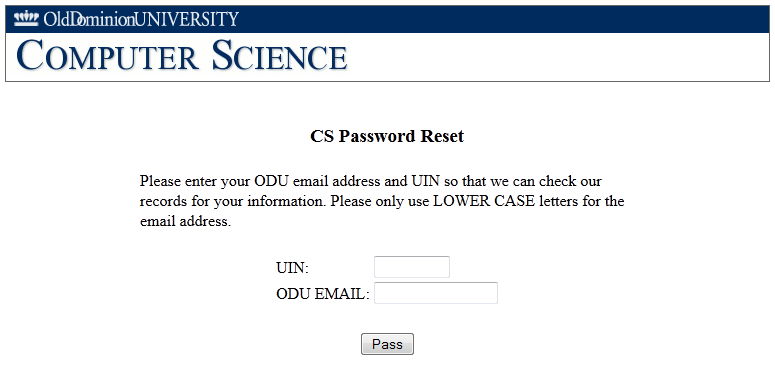 OldDominionUNIVERSITY
COMPUTER SCIENCE
CS Password Reset
Please enter your ODU email address and UIN so that we can check our
records for your information. Please only use LOWER CASE letters for the
email address.
UIN:
ODU EMAIL:
Pass